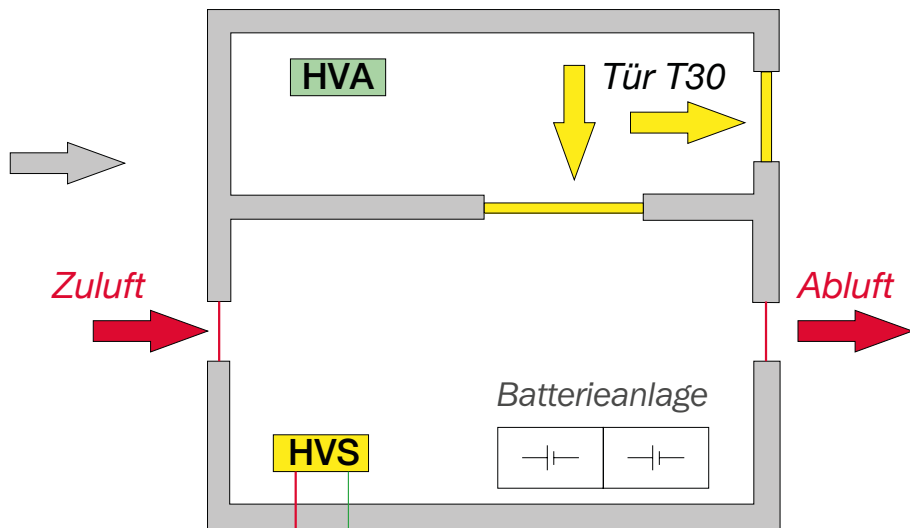 HVA
Tür T30
Zuluft
Abluft
Batterieanlage
HVS